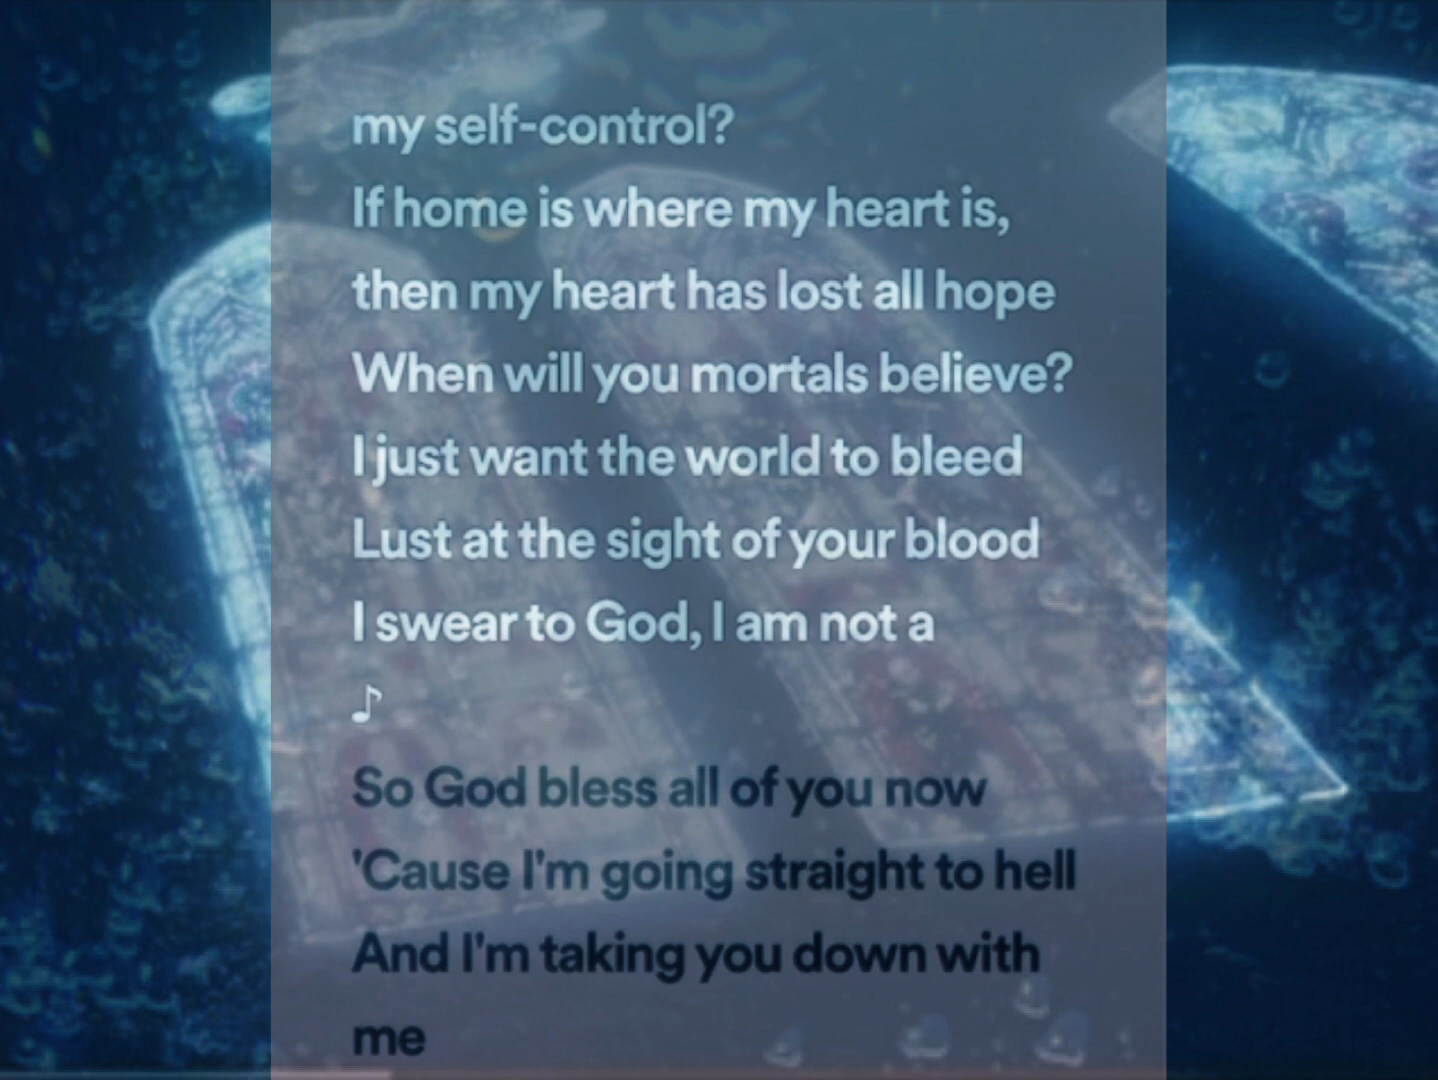 my self-control?
If home is where my heart is,
then my heart has lost all hope
When will you mortals believe?
I just want the world to bleed
Lust at the sight of your blood
I swear to God, I am not a
♪
So God bless all of you now
'Cause I'm going straight to hell
And I'm taking you down with
me